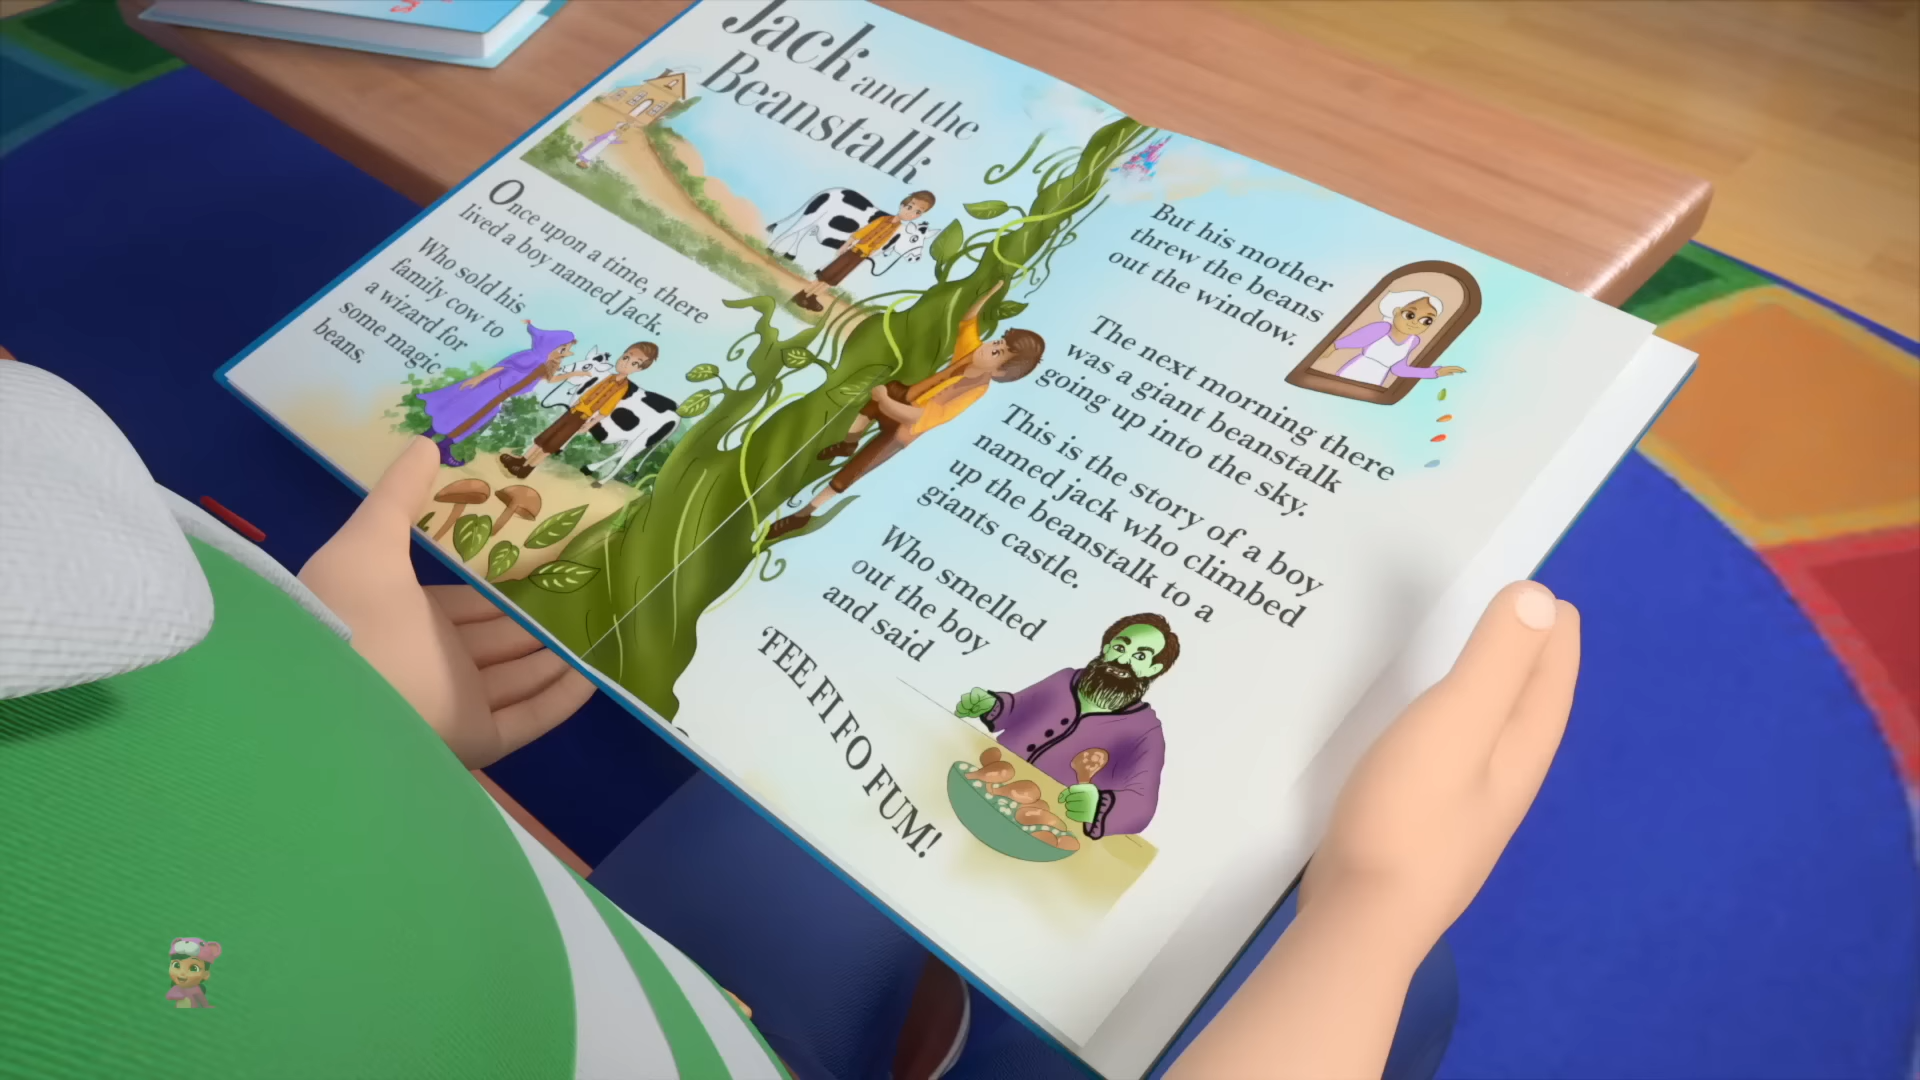 Jack and the
Beanstalk
Once upon a time, there
lived a boy named Jack.
Who sold his
family cow to
a wizard for
some magic
beans.
But his mother
threw the beans
out the window.
The next morning there
was a giant beanstalk
going up into the sky.
This is the story of a boy
named jack who climbed
up the beanstalk to a
giants castle.
Who smelled
out the boy
and said
'FEE FI FO FUM!